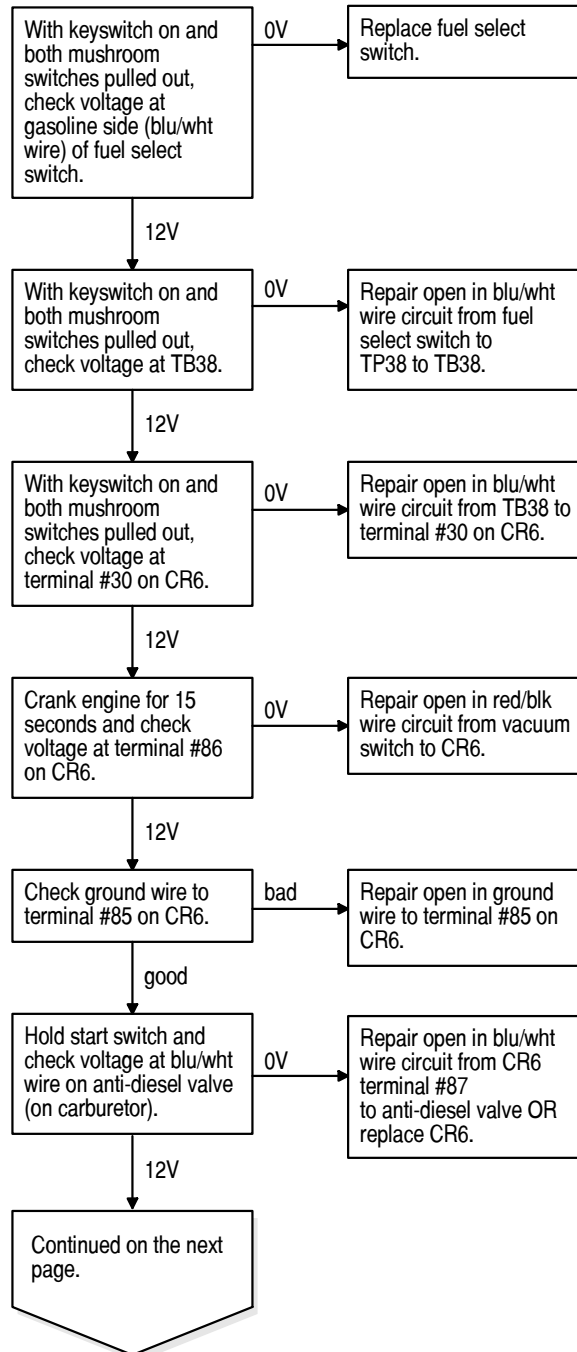 With keyswitch on and
both mushroom
switches pulled out,
check voltage at
gasoline side (blu/wht
wire) of fuel select
switch.
0V
Replace fuel select
switch.
12V
With keyswitch on and
both mushroom
switches pulled out,
check voltage at TB38.
0V
Repair open in blu/wht
wire circuit from fuel
select switch to
TP38 to TB38.
12V
With keyswitch on and
both mushroom
switches pulled out,
check voltage at
terminal #30 on CR6.
0V
Repair open in blu/wht
wire circuit from TB38 to
terminal #30 on CR6.
12V
Crank engine for 15
seconds and check
voltage at terminal #86
on CR6.
0V
Repair open in red/blk
wire circuit from vacuum
switch to CR6.
12V
Check ground wire to
terminal #85 on CR6.
bad
Repair open in ground
wire to terminal #85 on
CR6.
good
Hold start switch and
check voltage at blu/wht
wire on anti-diesel valve
(on carburetor).
0V
Repair open in blu/wht
wire circuit from CR6
terminal #87
to anti-diesel valve OR
replace CR6.
12V
Continued on the next
page.